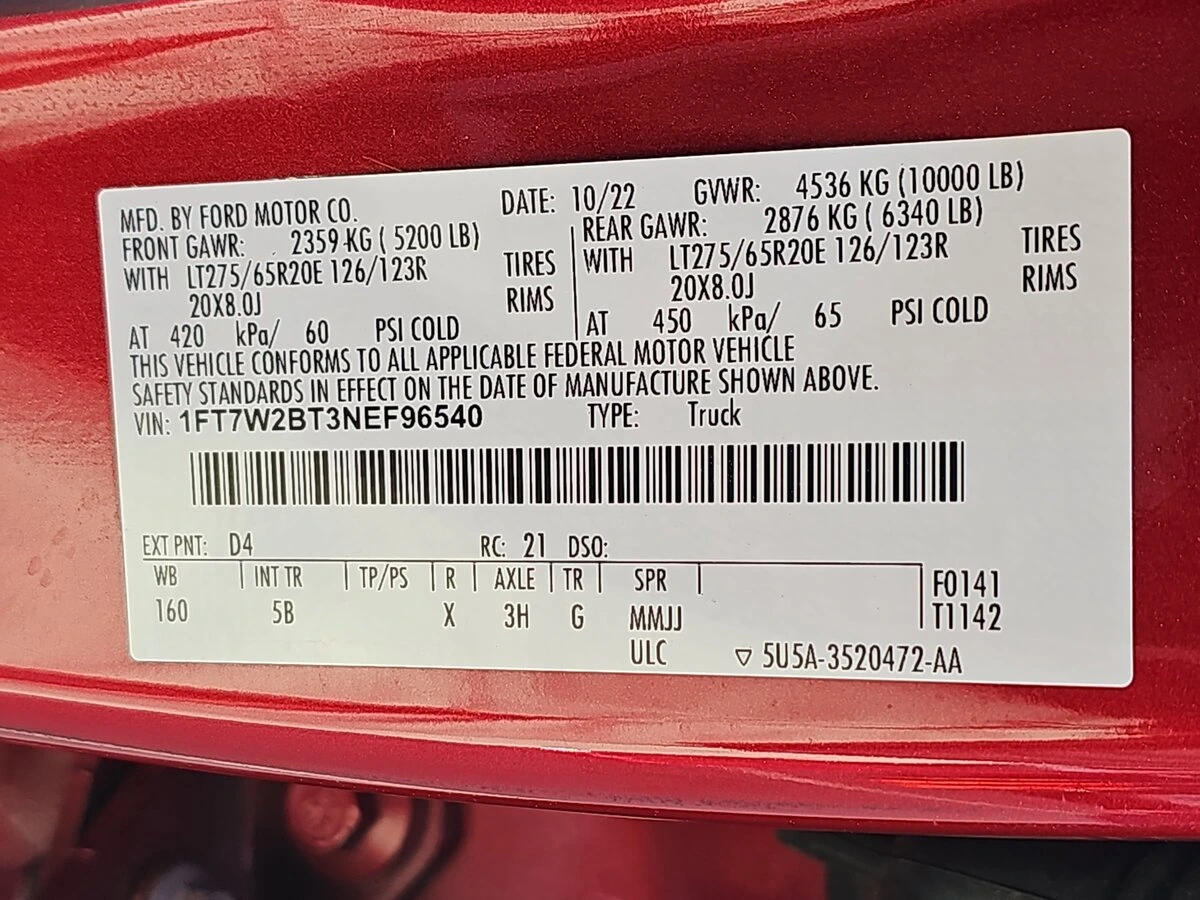 MFD. BY FORD MOTOR CO. DATE: 10/22 GVWR: 4536 KG (10000 LB)
FRONT GAWR: 2359 KG ( 5200 LB) REAR GAWR: 2876 KG ( 6340 LB)
WITH LT275/65R20E 126/123R TIRES WITH LT275/65R20E 126/123R TIRES
20X8.0J RIMS 20X8.0J RIMS
AT 420 kPa/ 60 PSI COLD AT 450 kPa/ 65 PSI COLD
THIS VEHICLE CONFORMS TO ALL APPLICABLE FEDERAL MOTOR VEHICLE
SAFETY STANDARDS IN EFFECT ON THE DATE OF MANUFACTURE SHOWN ABOVE.
VIN: 1FT7W2BT3NEF96540 TYPE: Truck
EXT PNT: D4 RC: 21 DSO:
WB INT TR TP/PS R AXLE TR SPR F0141
160 5B X 3H G MMJJ T1142
ULC ▽ 5U5A-3520472-AA